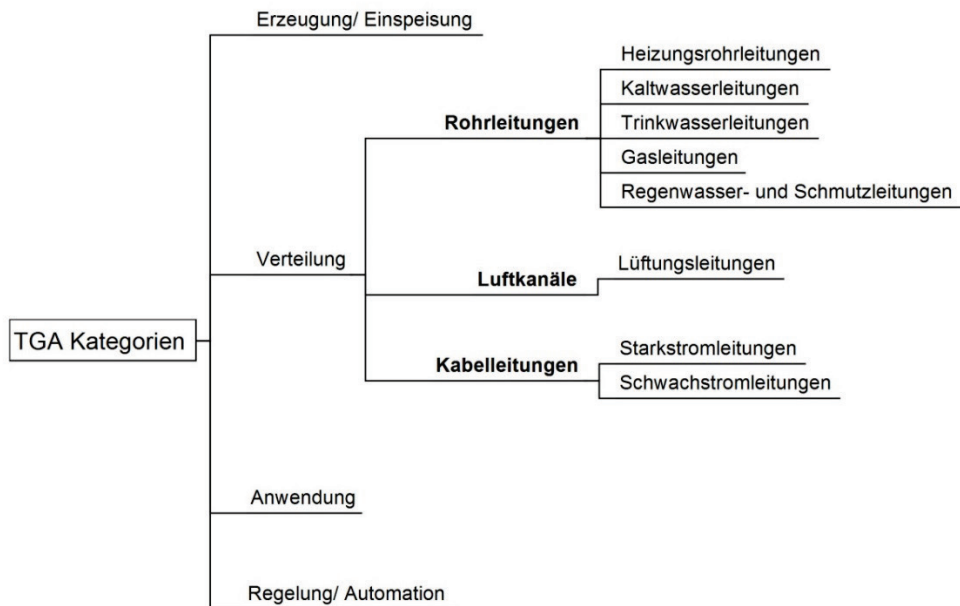 Erzeugung/ Einspeisung
Heizungsrohrleitungen
Kaltwasserleitungen
Rohrleitungen
Trinkwasserleitungen
Gasleitungen
Regenwasser- und Schmutzleitungen
Verteilung
Luftkanäle
Lüftungsleitungen
TGA Kategorien
Kabelleitungen
Starkstromleitungen
Schwachstromleitungen
Anwendung
Regelung/ Automation